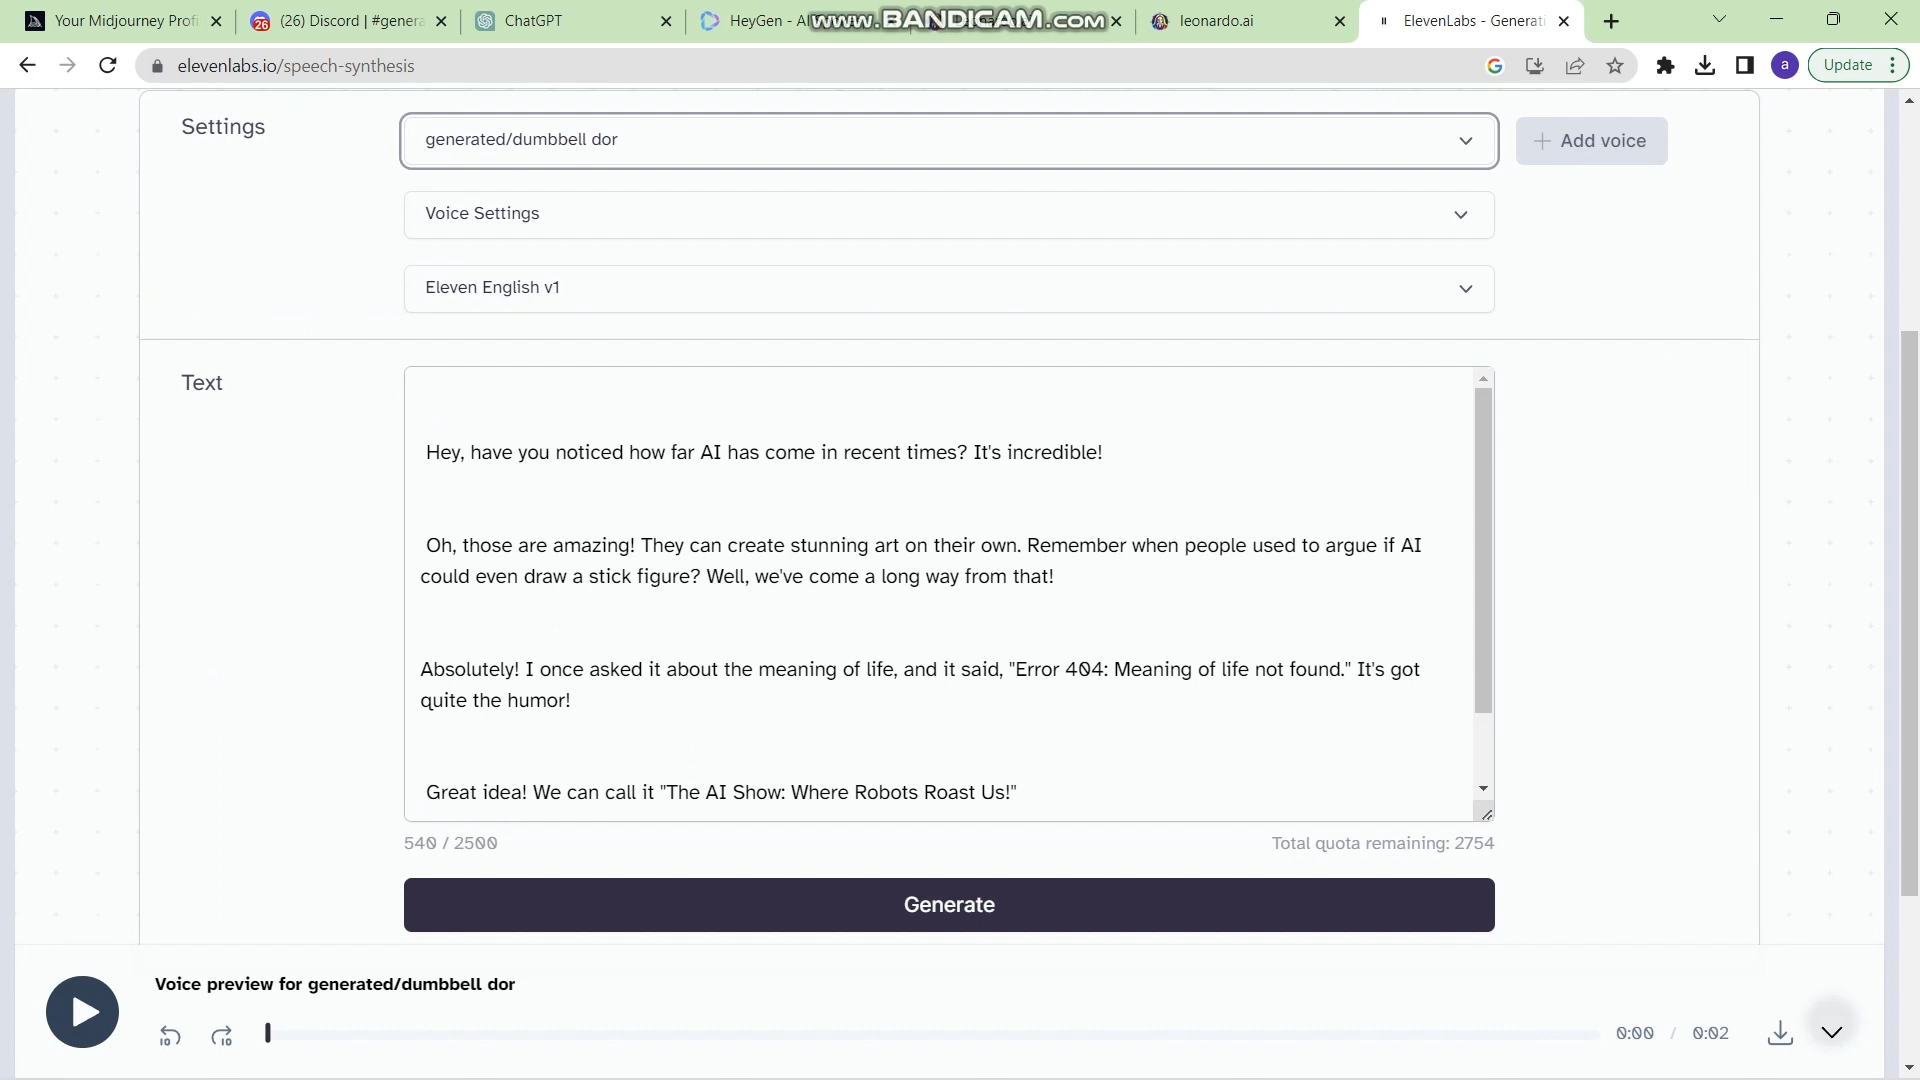 Your Midjourney Profi
(26) Discord | #genera
ChatGPT
HeyGen - AI
leonardo.ai
ElevenLabs - Generati
www.BANDICAM.com
elevenlabs.io/speech-synthesis
a
Update
Settings
generated/dumbbell dor
Add voice
Voice Settings
Eleven English v1
Text
Hey, have you noticed how far AI has come in recent times? It's incredible!
Oh, those are amazing! They can create stunning art on their own. Remember when people used to argue if AI
could even draw a stick figure? Well, we've come a long way from that!
Absolutely! I once asked it about the meaning of life, and it said, "Error 404: Meaning of life not found." It's got
quite the humor!
Great idea! We can call it "The AI Show: Where Robots Roast Us!"
540 / 2500
Total quota remaining: 2754
Generate
Voice preview for generated/dumbbell dor
10
10
0:00 / 0:02